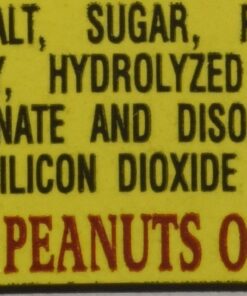 ALT, SUGAR,
, HYDROLYZED
NATE AND DISO
ILICON DIOXIDE
PEANUTS O